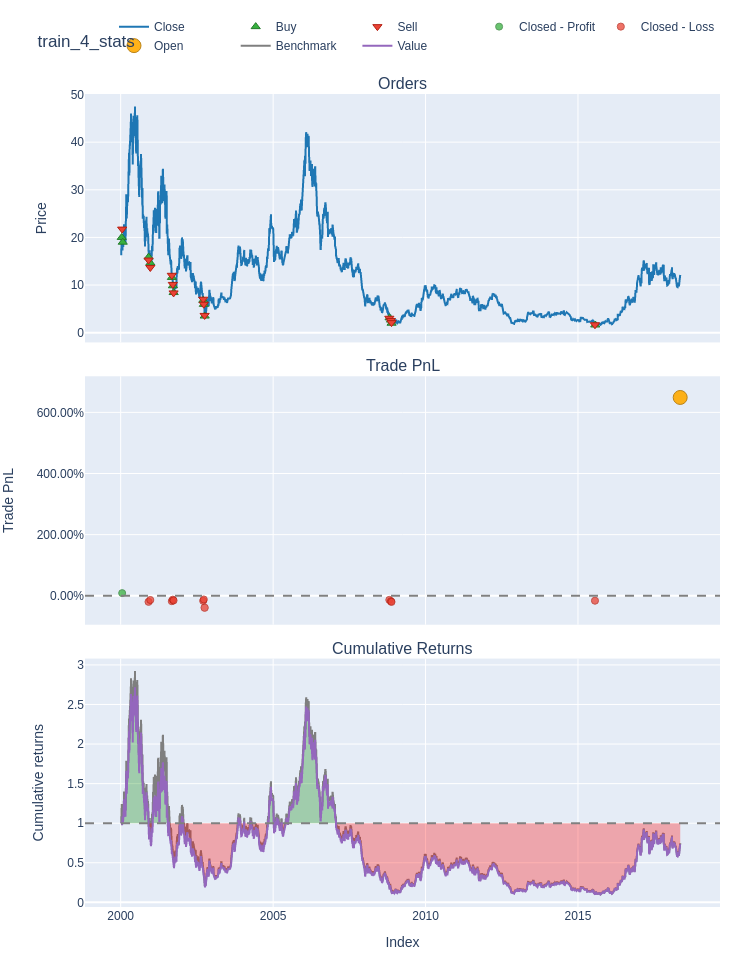 train_4_stats
Close
Buy
Sell
Closed - Profit
Closed - Loss
Open
Benchmark
Value
Orders
50
40
30
20
10
0
Price
Trade PnL
600.00%
400.00%
200.00%
0.00%
Trade PnL
Cumulative Returns
3
2.5
2
1.5
1
0.5
0
Cumulative returns
2000
2005
2010
2015
Index